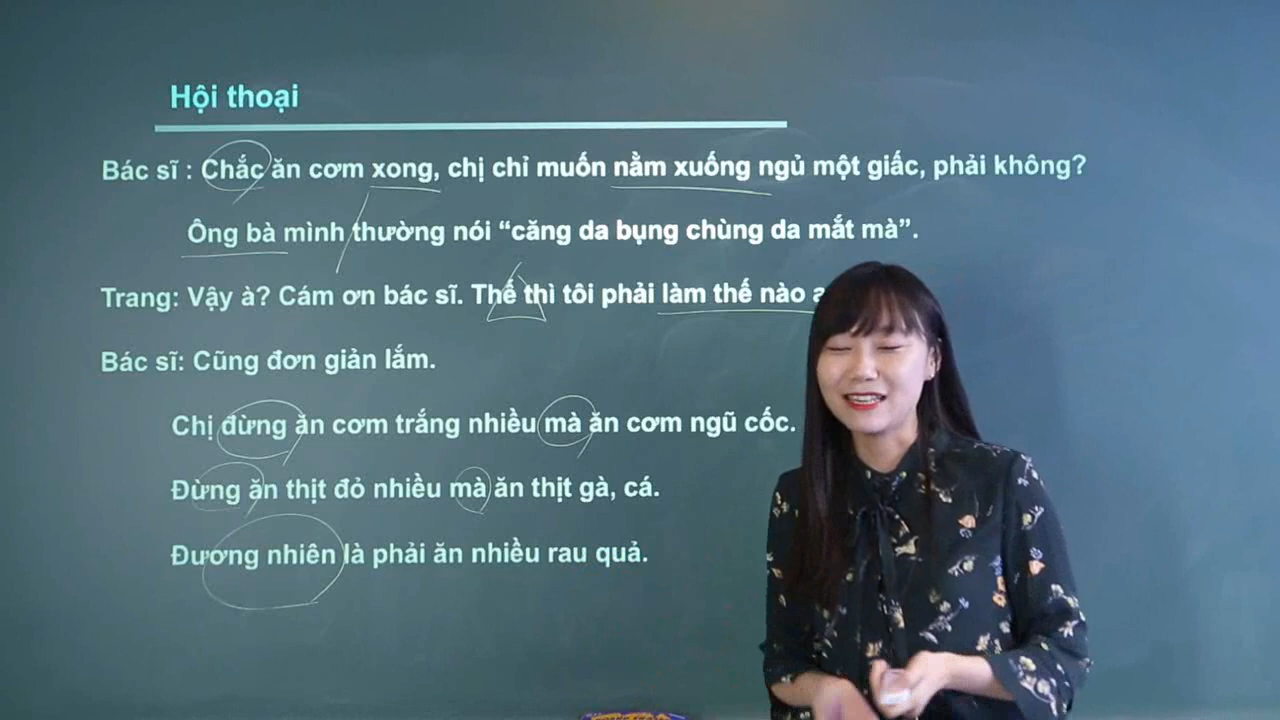 Hội thoại
Bác sĩ : Chắc ăn cơm xong, chị chỉ muốn nằm xuống ngủ một giấc, phải không?
Ông bà mình thường nói “căng da bụng chùng da mắt mà”.
Trang: Vậy à? Cám ơn bác sĩ. Thế thì tôi phải làm thế nào
Bác sĩ: Cũng đơn giản lắm.
Chị đừng ăn cơm trắng nhiều mà ăn cơm ngũ cốc.
Đừng ăn thịt đỏ nhiều mà ăn thịt gà, cá.
Đương nhiên là phải ăn nhiều rau quả.